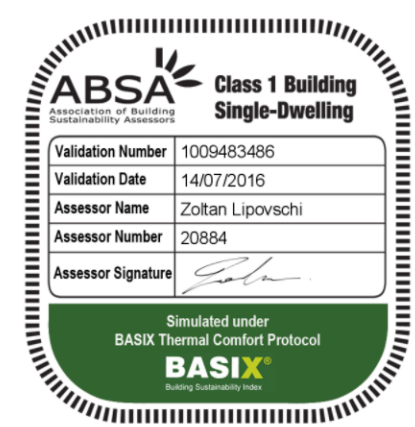 ABSA
Association of Building
Sustainability Assessors
Class 1 Building
Single-Dwelling
Validation Number 1009483486
Validation Date 14/07/2016
Assessor Name Zoltan Lipovschi
Assessor Number 20884
Assessor Signature
Simulated under
BASIX Thermal Comfort Protocol
BASIX®
Building Sustainability Index